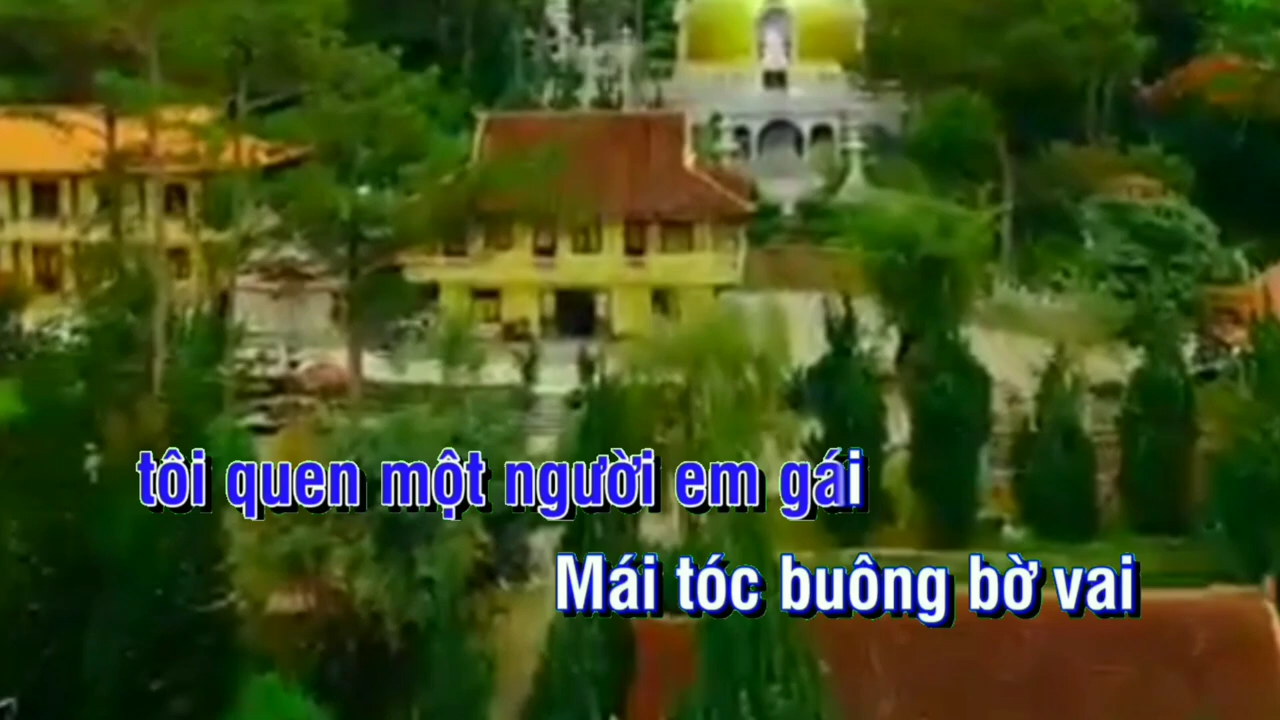 tôi quen một người em gái
Mái tóc buông bờ vai